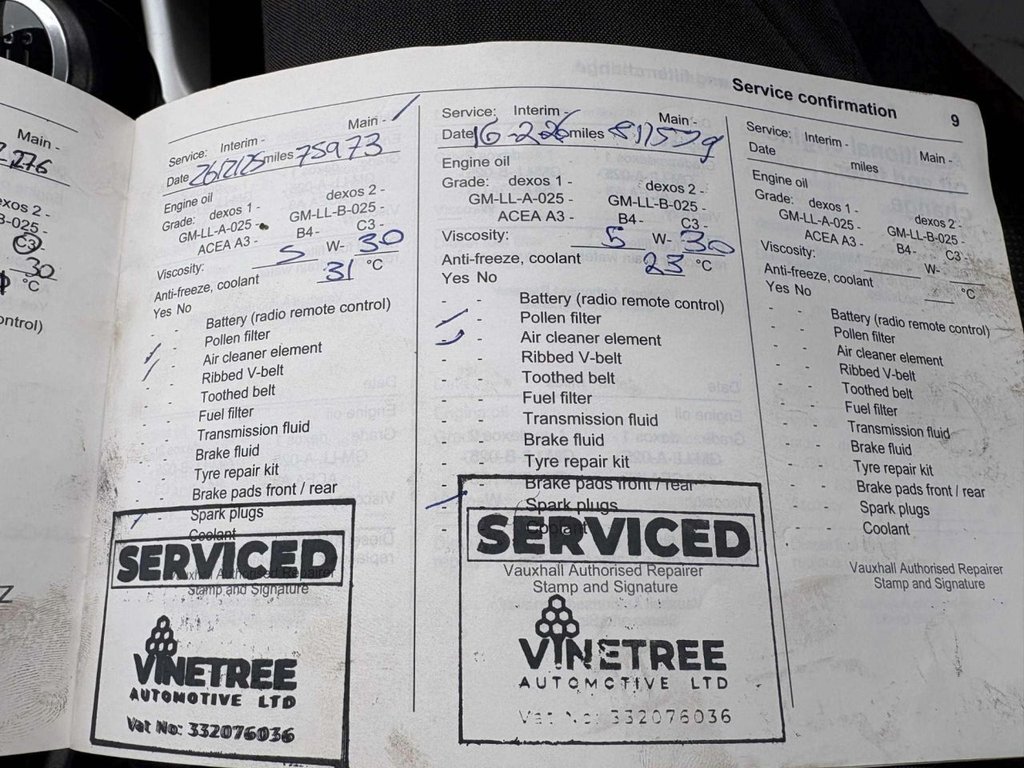 Main -
276
xos 2 -
-B-025 -
C3 -
30
°C
ontrol)
Service confirmation 9
Service: Interim - Main - ✓
Date 26/2/25 miles 75973
Engine oil
Grade: dexos 1 - dexos 2 -
GM-LL-A-025 - GM-LL-B-025 -
ACEA A3 - B4 - C3 -
Viscosity: 5 W- 30
Anti-freeze, coolant 31 °C
Yes No
- - Battery (radio remote control)
- - Pollen filter
✓ - Air cleaner element
✓ - Ribbed V-belt
- - Toothed belt
- - Fuel filter
- - Transmission fluid
- - Brake fluid
- - Tyre repair kit
- - Brake pads front / rear
✓ - Spark plugs
Coolant
SERVICED
Vauxhall Authorised Repairer
Stamp and Signature
VINETREE
AUTOMOTIVE LTD
Vat No: 332076036
Service: Interim - Main -
Date 16-2-26 miles
Engine oil
Grade: dexos 1 - dexos 2 -
GM-LL-A-025 - GM-LL-B-025 -
ACEA A3 - B4 - C3 -
Viscosity: 5 W- 30
Anti-freeze, coolant 23 °C
Yes No
- - Battery (radio remote control)
✓ - Pollen filter
✓ - Air cleaner element
- - Ribbed V-belt
- - Toothed belt
- - Fuel filter
- - Transmission fluid
- - Brake fluid
- - Tyre repair kit
- - Brake pads front / rear
✓ - Spark plugs
Coolant
SERVICED
Vauxhall Authorised Repairer
Stamp and Signature
VINETREE
AUTOMOTIVE LTD
Vat No: 332076036
Service: Interim - Main -
Date miles
Engine oil
Grade: dexos 1 - dexos 2 -
GM-LL-A-025 - GM-LL-B-025 -
ACEA A3 - B4 - C3 -
Viscosity: W-
Anti-freeze, coolant °C
Yes No
- - Battery (radio remote control)
- - Pollen filter
- - Air cleaner element
- - Ribbed V-belt
- - Toothed belt
- - Fuel filter
- - Transmission fluid
- - Brake fluid
- - Tyre repair kit
- - Brake pads front / rear
- - Spark plugs
- - Coolant
Vauxhall Authorised Repairer
Stamp and Signature